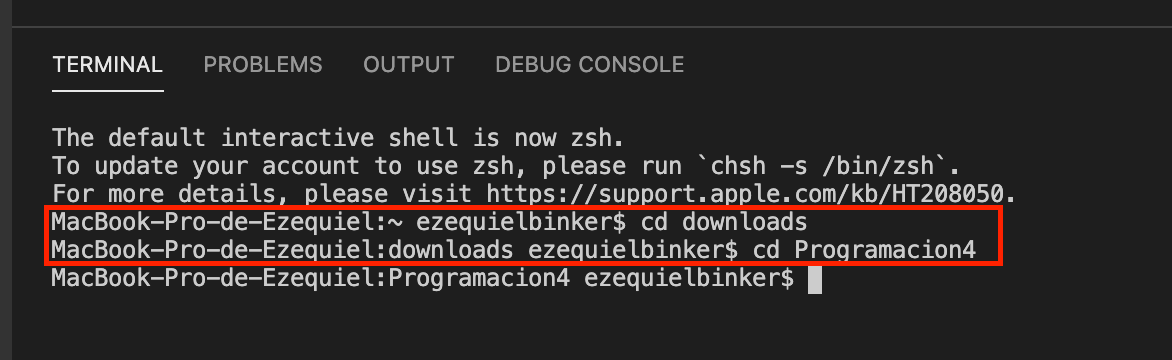 TERMINAL PROBLEMS OUTPUT DEBUG CONSOLE
The default interactive shell is now zsh.
To update your account to use zsh, please run `chsh -s /bin/zsh`.
For more details, please visit https://support.apple.com/kb/HT208050.
MacBook-Pro-de-Ezequiel:~ ezequielbinker$ cd downloads
MacBook-Pro-de-Ezequiel:downloads ezequielbinker$ cd Programacion4
MacBook-Pro-de-Ezequiel:Programacion4 ezequielbinker$